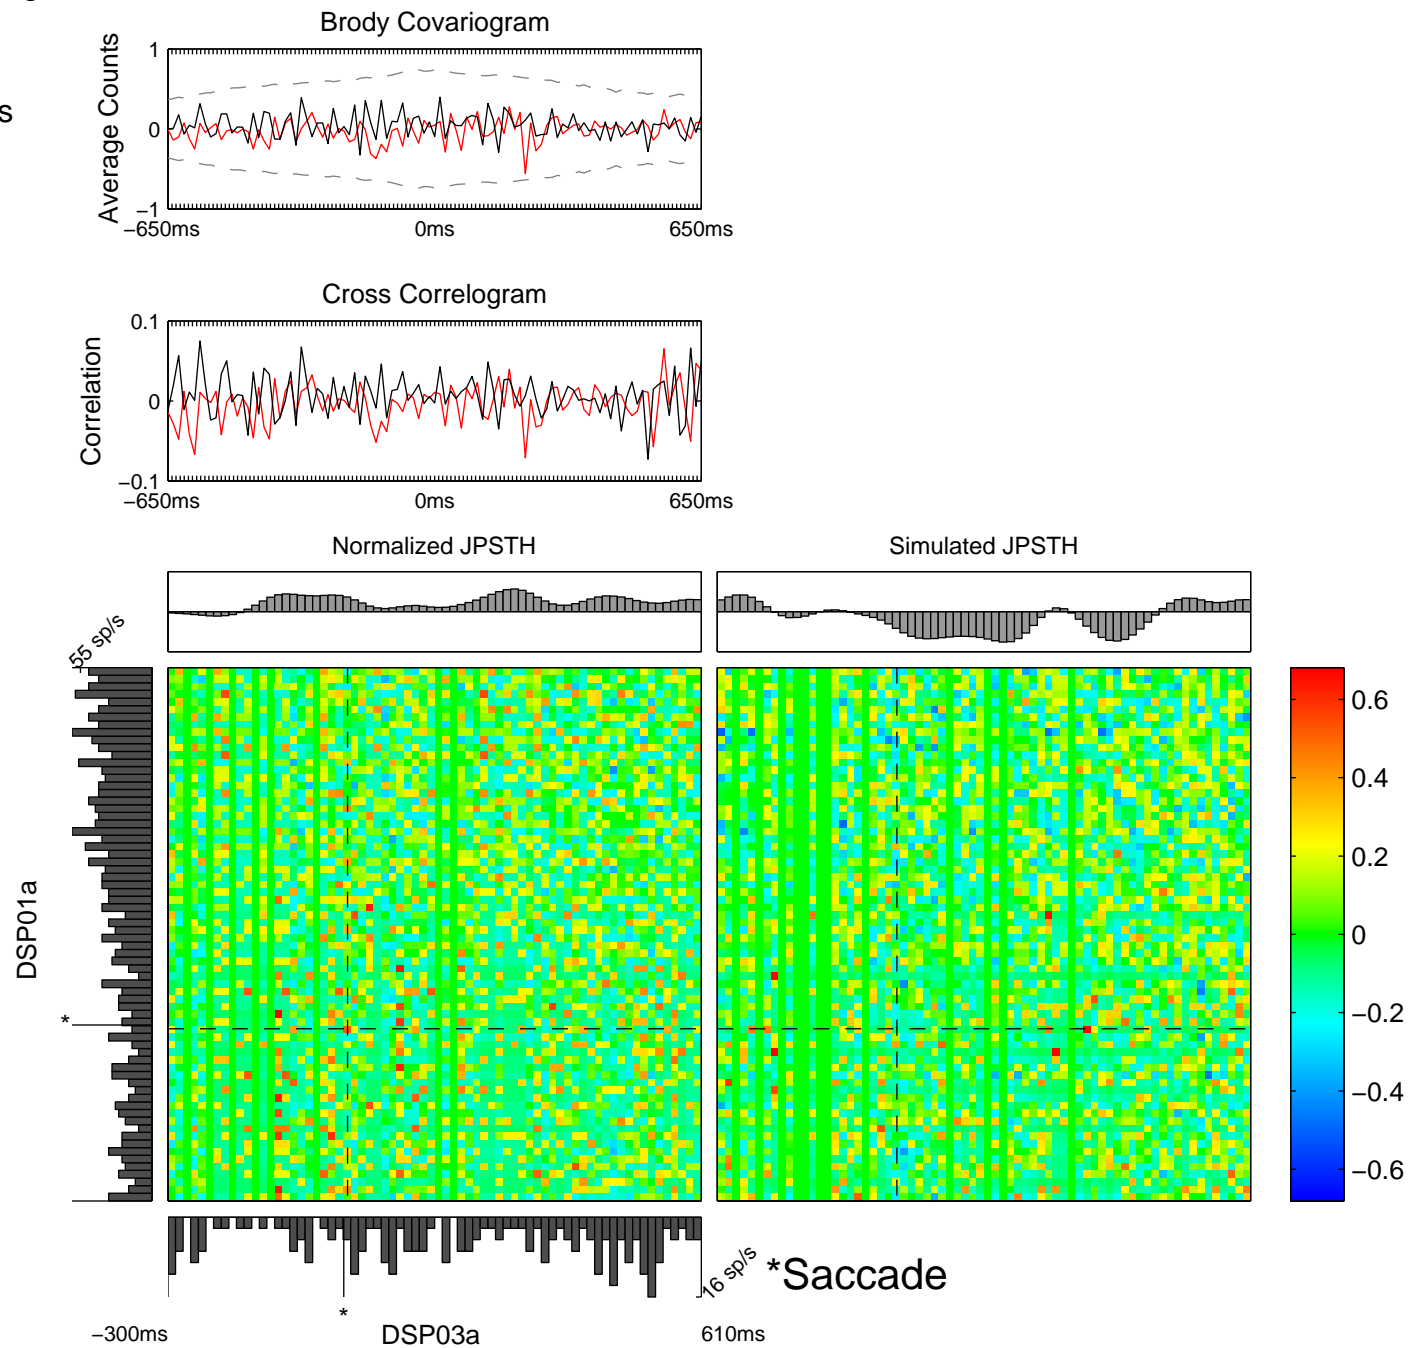 g
Brody Covariogram
s
Average Counts
1
0
−1
−650ms
0ms
650ms
Cross Correlogram
Correlation
0.1
0
−0.1
−650ms
0ms
650ms
Normalized JPSTH
Simulated JPSTH
55 sp/s
DSP01a
*
0.6
0.4
0.2
0
−0.2
−0.4
−0.6
16 sp/s
*Saccade
*
−300ms
DSP03a
610ms